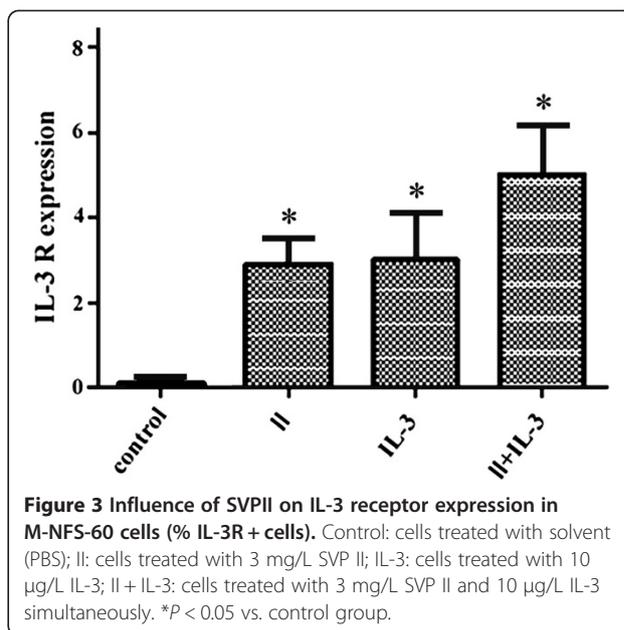 8
6
4
2
0
IL-3 R expression
*
*
*
control
II
IL-3
II+IL-3
Figure 3 Influence of SVPII on IL-3 receptor expression in
M-NFS-60 cells (% IL-3R + cells). Control: cells treated with solvent
(PBS); II: cells treated with 3 mg/L SVP II; IL-3: cells treated with 10
μg/L IL-3; II + IL-3: cells treated with 3 mg/L SVP II and 10 μg/L IL-3
simultaneously. *P < 0.05 vs. control group.